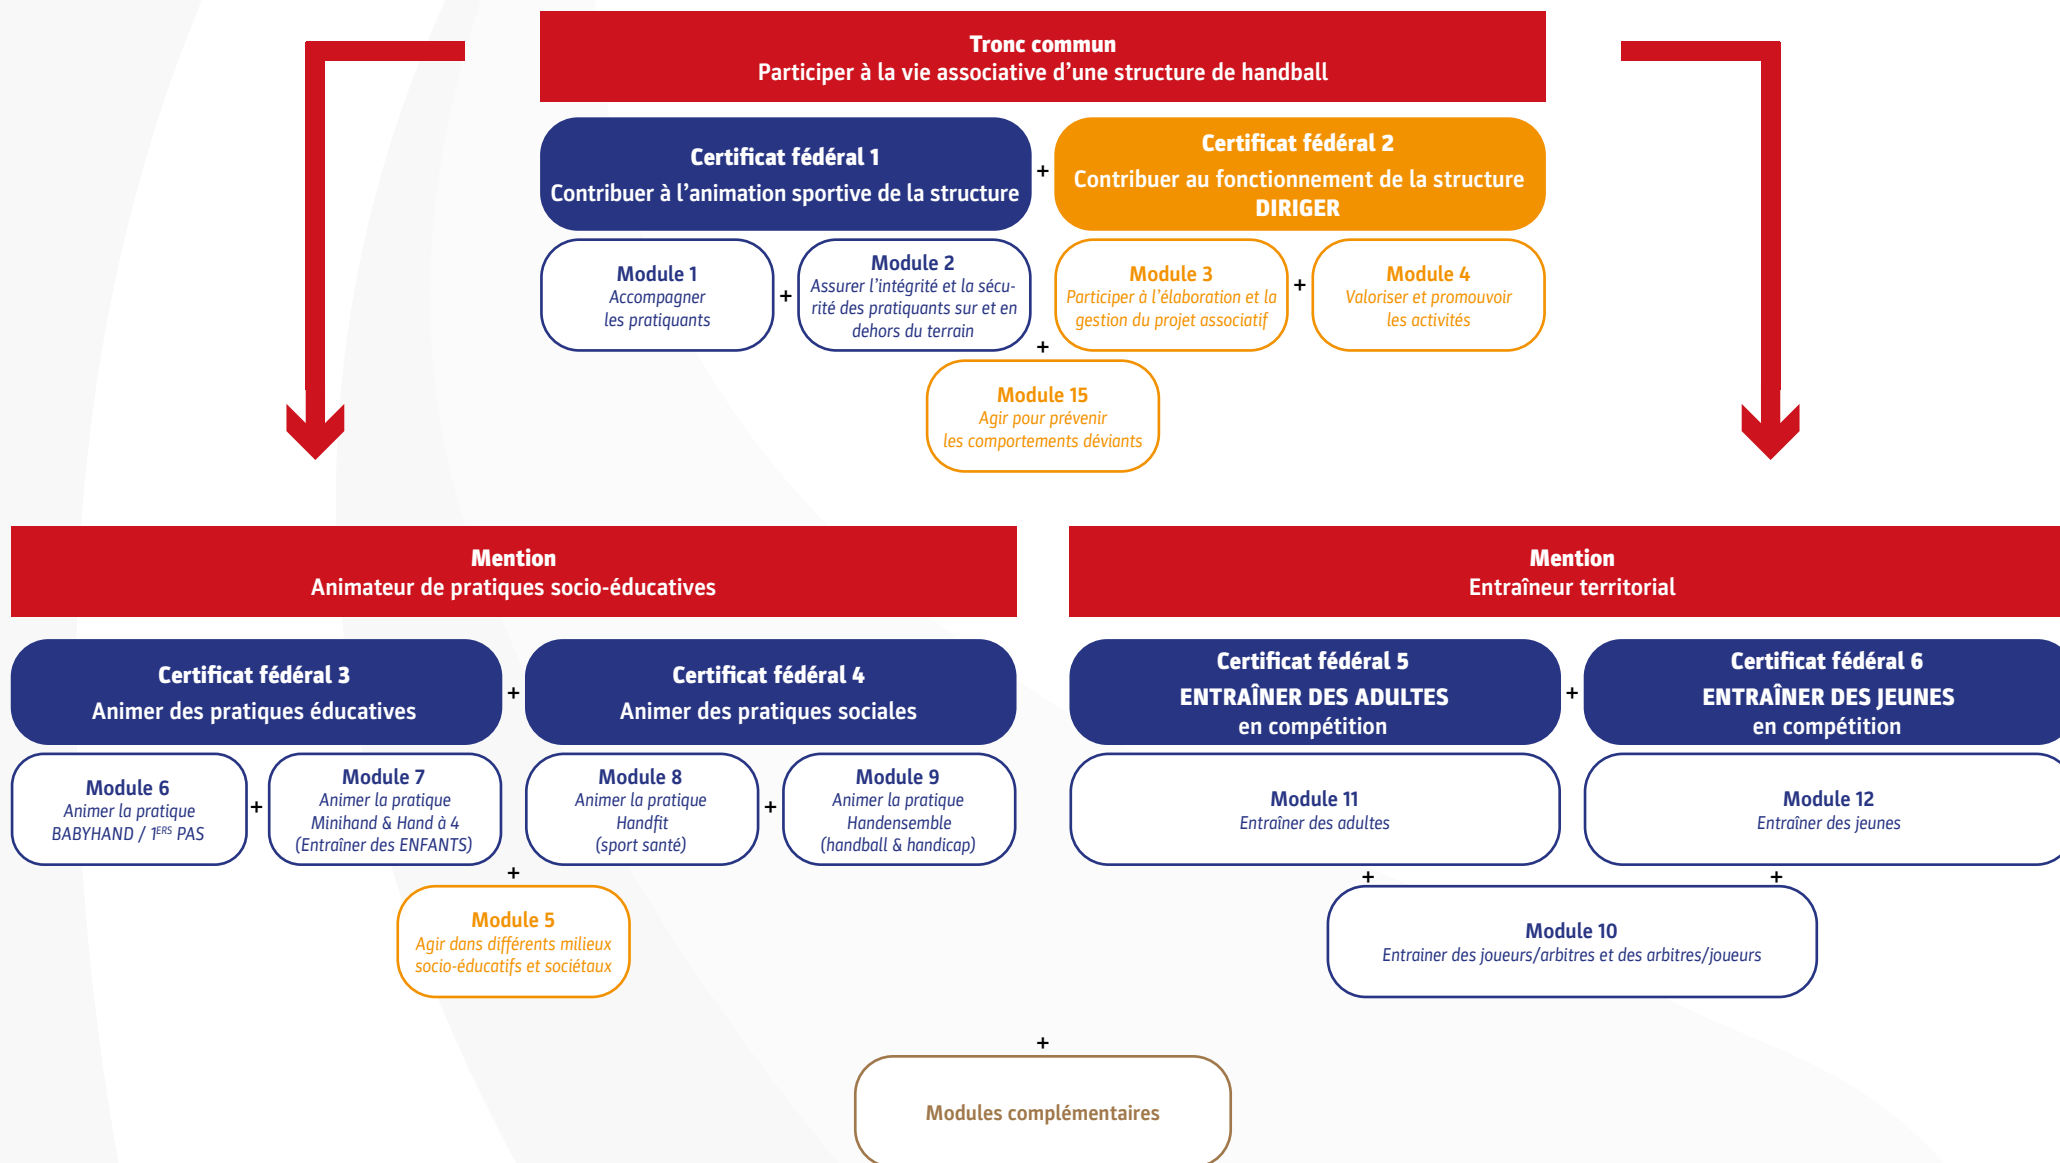 Tronc commun
Participer à la vie associative d’une structure de handball
Certificat fédéral 1
Contribuer à l’animation sportive de la structure
+
Certificat fédéral 2
Contribuer au fonctionnement de la structure
DIRIGER
Module 1
Accompagner
les pratiquants
+
Module 2
Assurer l’intégrité et la sécu-
rité des pratiquants sur et en
dehors du terrain
Module 3
Participer à l’élaboration et la
gestion du projet associatif
+
Module 4
Valoriser et promouvoir
les activités
+
Module 15
Agir pour prévenir
les comportements déviants
Mention
Animateur de pratiques socio-éducatives
Certificat fédéral 3
Animer des pratiques éducatives
+
Certificat fédéral 4
Animer des pratiques sociales
Module 6
Animer la pratique
BABYHAND / 1ERS PAS
+
Module 7
Animer la pratique
Minihand & Hand à 4
(Entraîner des ENFANTS)
Module 8
Animer la pratique
Handfit
(sport santé)
+
Module 9
Animer la pratique
Handensemble
(handball & handicap)
+
Module 5
Agir dans différents milieux
socio-éducatifs et sociétaux
Mention
Entraîneur territorial
Certificat fédéral 5
ENTRAÎNER DES ADULTES
en compétition
+
Certificat fédéral 6
ENTRAÎNER DES JEUNES
en compétition
Module 11
Entraîner des adultes
Module 12
Entraîner des jeunes
+
+
Module 10
Entrainer des joueurs/arbitres et des arbitres/joueurs
+
Modules complémentaires